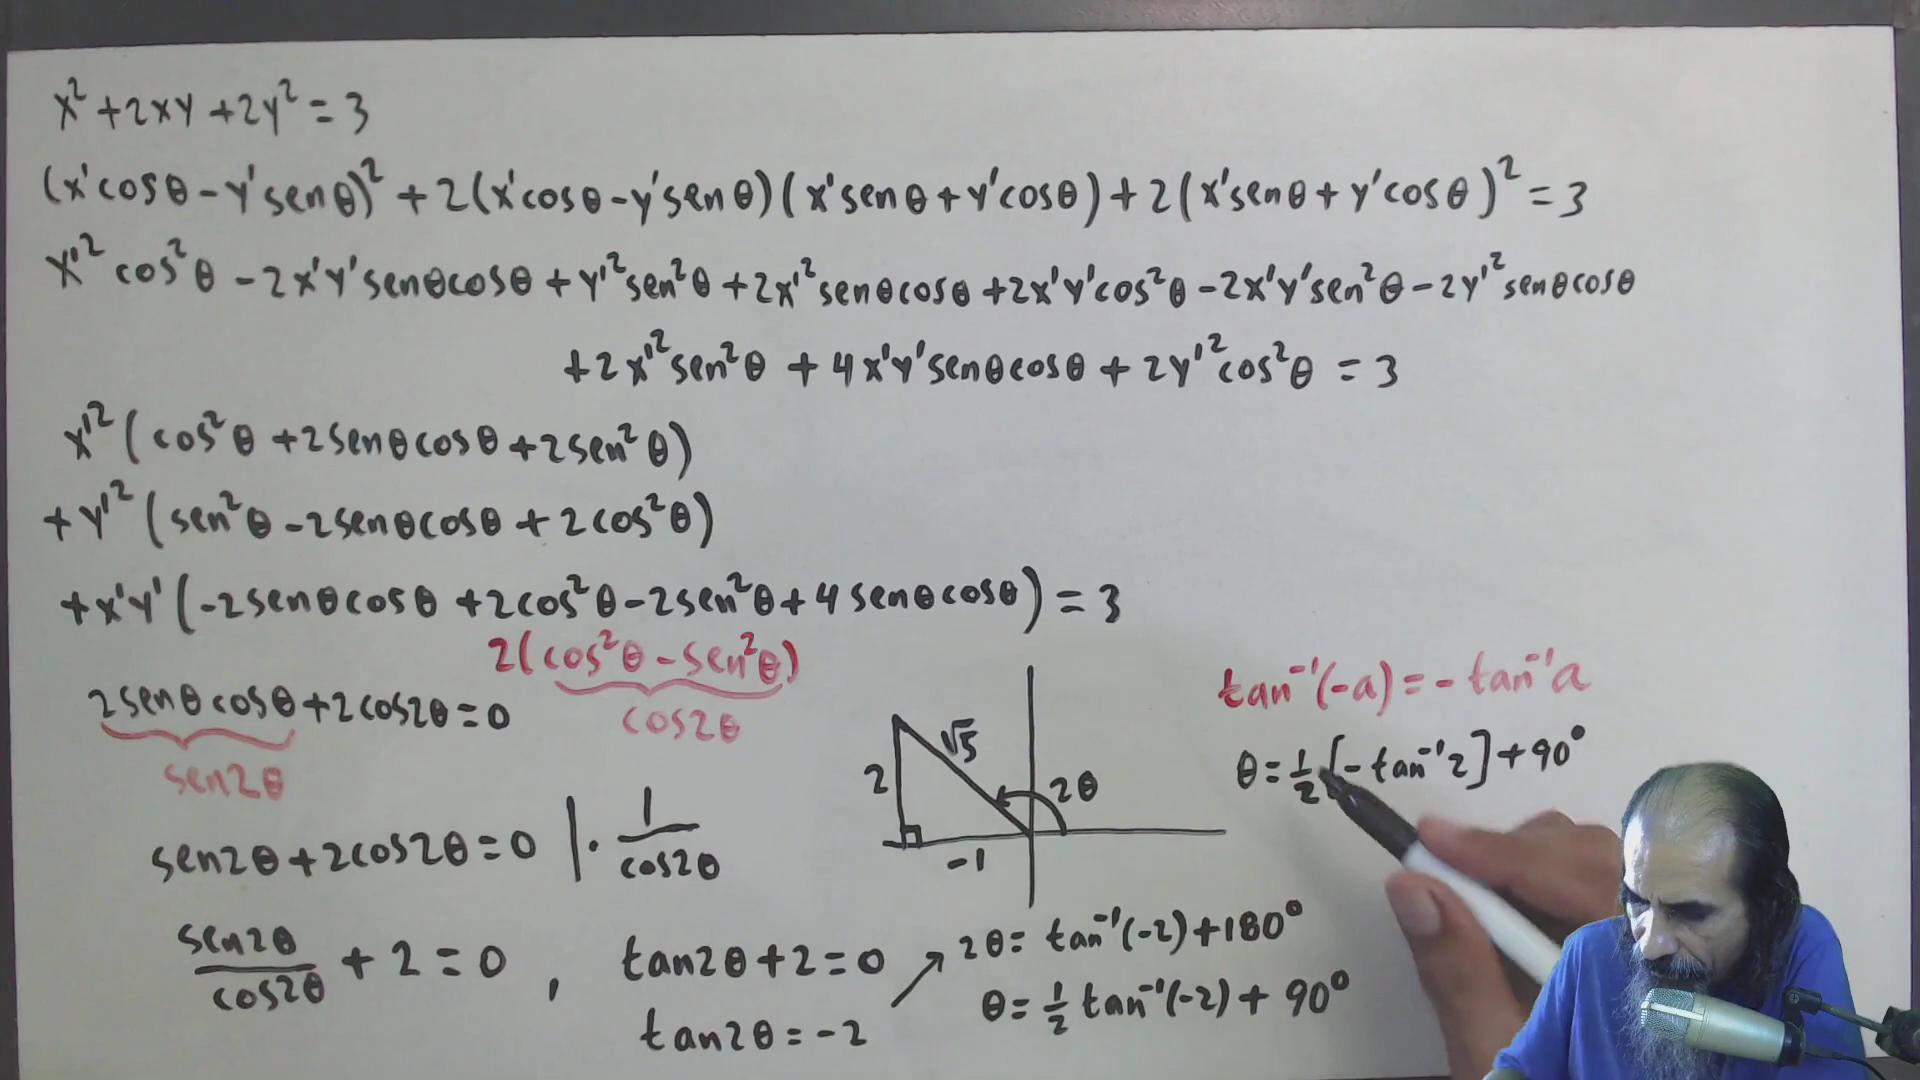 x² + 2xy + 2y² = 3
(x'cosθ - y'senθ)² + 2(x'cosθ - y'senθ)(x'senθ + y'cosθ) + 2(x'senθ + y'cosθ)² = 3
x'² cos²θ - 2x'y'senθcosθ + y'²sen²θ + 2x'²senθcosθ + 2x'y'cos²θ - 2x'y'sen²θ - 2y'²senθcosθ
+ 2x'²sen²θ + 4x'y'senθcosθ + 2y'²cos²θ = 3
x'²(cos²θ + 2senθcosθ + 2sen²θ)
+ y'²(sen²θ - 2senθcosθ + 2cos²θ)
+ x'y'(-2senθcosθ + 2cos²θ - 2sen²θ + 4senθcosθ) = 3
2(cos²θ - sen²θ)
cos2θ
2senθcosθ + 2cos2θ = 0
sen2θ
sen2θ + 2cos2θ = 0 | · 1/cos2θ
sen2θ/cos2θ + 2 = 0 , tan2θ + 2 = 0
tan2θ = -2
2
√5
2θ
-1
2θ = tan⁻¹(-2) + 180°
θ = 1/2 tan⁻¹(-2) + 90°
tan⁻¹(-a) = - tan⁻¹a
θ = 1/2 [- tan⁻¹2] + 90°